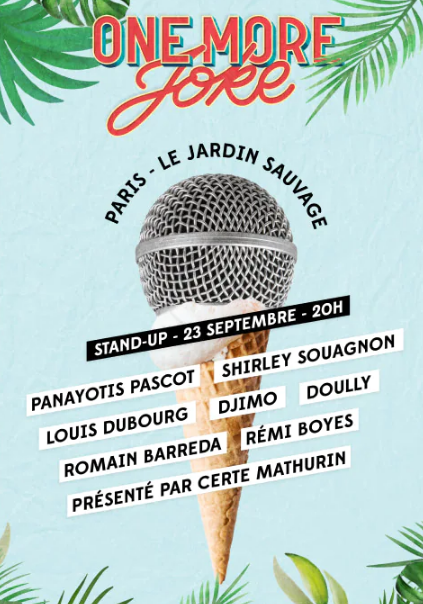 ONE MORE
Joke
PARIS - LE JARDIN SAUVAGE
STAND-UP - 23 SEPTEMBRE - 20H
PANAYOTIS PASCOT SHIRLEY SOUAGNON
LOUIS DUBOURG DJIMO DOULLY
ROMAIN BARREDA RÉMI BOYES
PRÉSENTÉ PAR CERTE MATHURIN